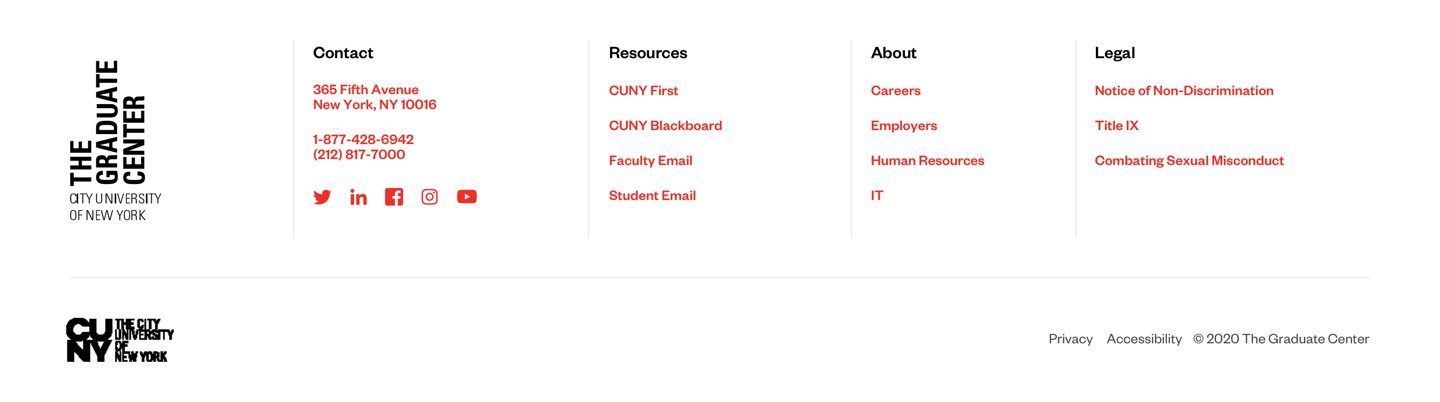 THE
GRADUATE
CENTER
CITY UNIVERSITY
OF NEW YORK
Contact
365 Fifth Avenue
New York, NY 10016
1-877-428-6942
(212) 817-7000
Resources
CUNY First
CUNY Blackboard
Faculty Email
Student Email
About
Careers
Employers
Human Resources
IT
Legal
Notice of Non-Discrimination
Title IX
Combating Sexual Misconduct
CU
NY
THE CITY
UNIVERSITY
OF
NEW YORK
Privacy Accessibility © 2020 The Graduate Center